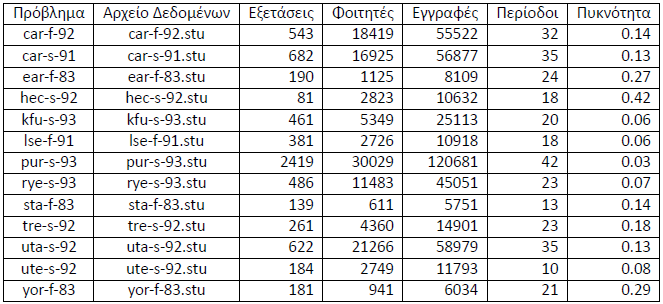 Πρόβλημα Αρχείο Δεδομένων Εξετάσεις Φοιτητές Εγγραφές Περίοδοι Πυκνότητα
car-f-92 car-f-92.stu 543 18419 55522 32 0.14
car-s-91 car-s-91.stu 682 16925 56877 35 0.13
ear-f-83 ear-f-83.stu 190 1125 8109 24 0.27
hec-s-92 hec-s-92.stu 81 2823 10632 18 0.42
kfu-s-93 kfu-s-93.stu 461 5349 25113 20 0.06
lse-f-91 lse-f-91.stu 381 2726 10918 18 0.06
pur-s-93 pur-s-93.stu 2419 30029 120681 42 0.03
rye-s-93 rye-s-93.stu 486 11483 45051 23 0.07
sta-f-83 sta-f-83.stu 139 611 5751 13 0.14
tre-s-92 tre-s-92.stu 261 4360 14901 23 0.18
uta-s-92 uta-s-92.stu 622 21266 58979 35 0.13
ute-s-92 ute-s-92.stu 184 2749 11793 10 0.08
yor-f-83 yor-f-83.stu 181 941 6034 21 0.29